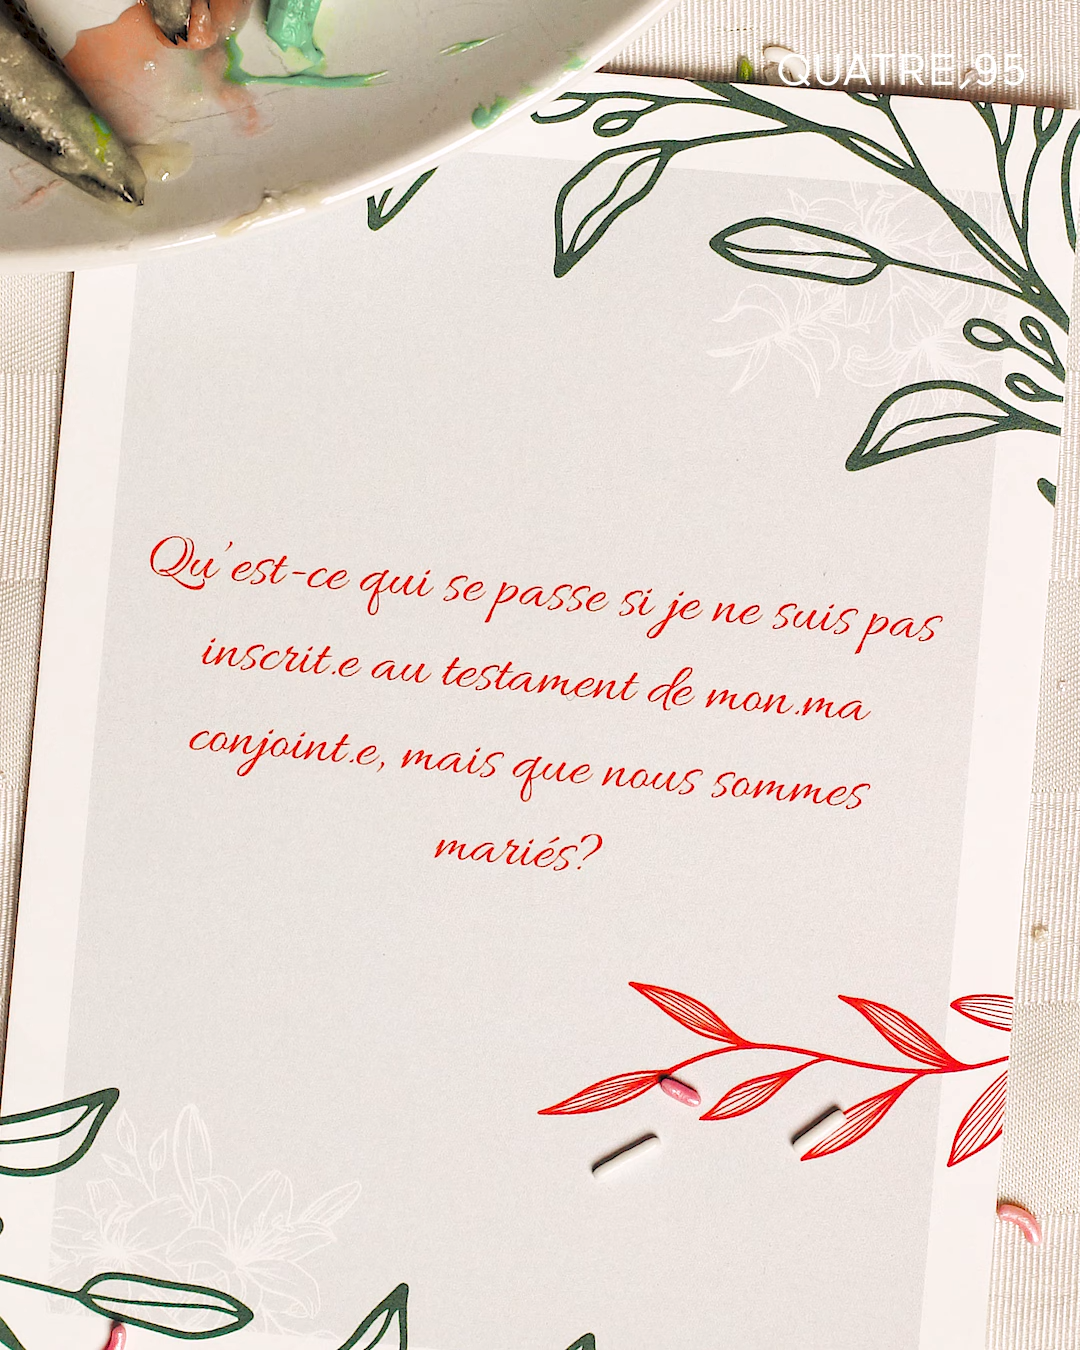 QUATRE 95
Qu'est-ce qui se passe si je ne suis pas
inscrit.e au testament de mon.ma
conjoint.e, mais que nous sommes
mariés?